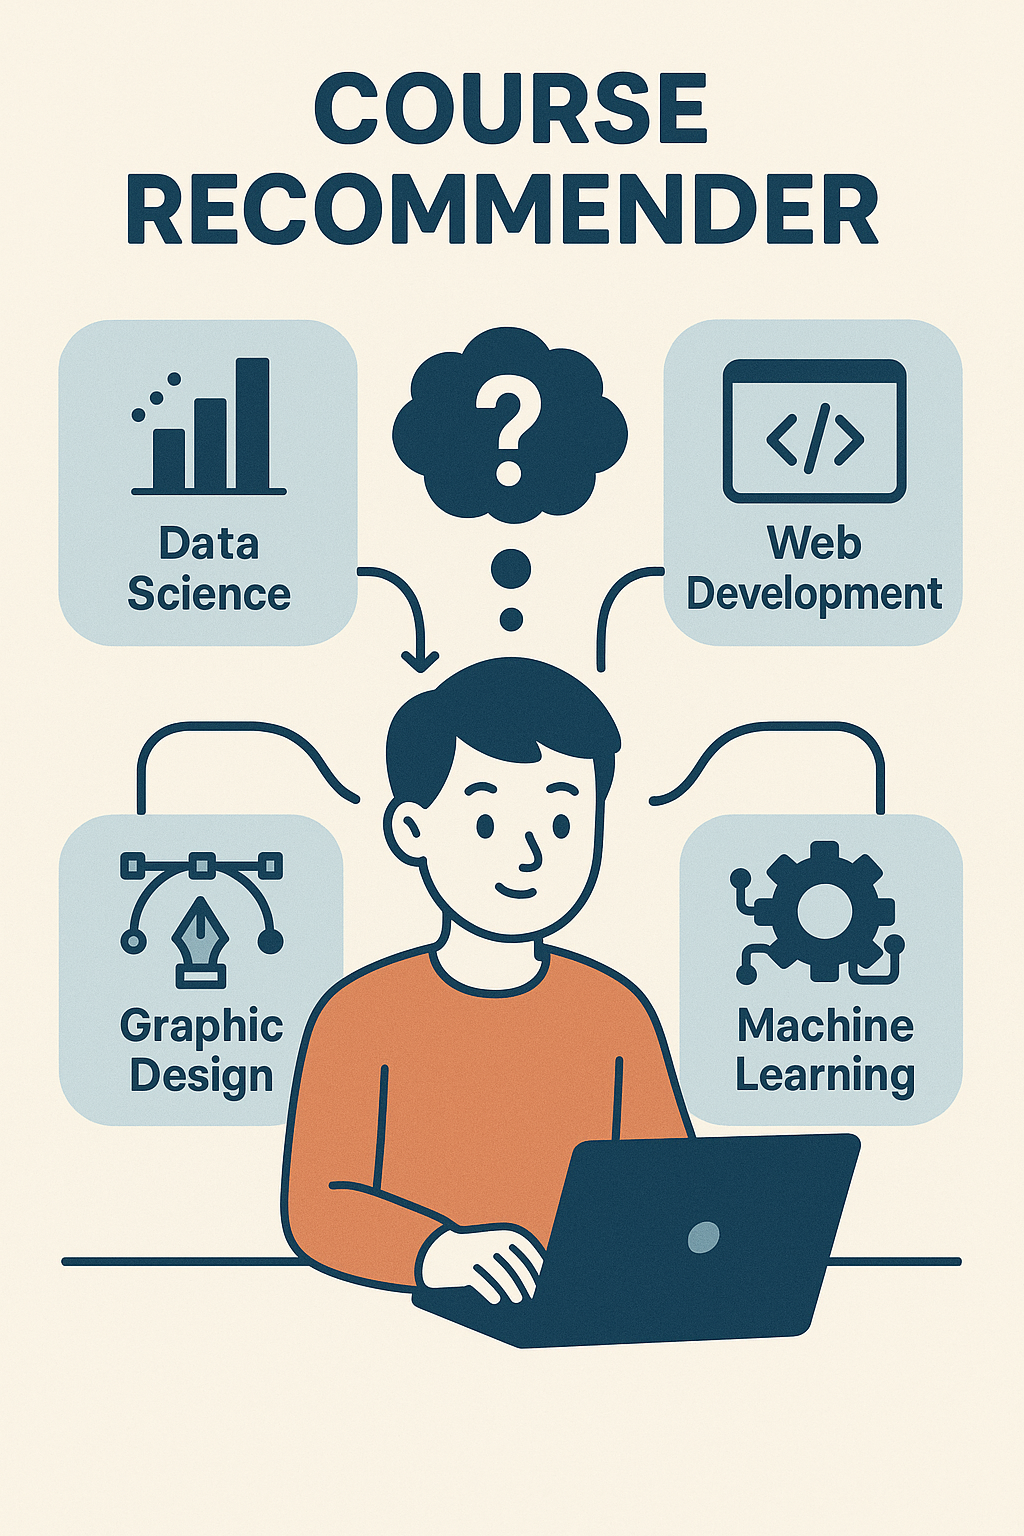 COURSE
RECOMMENDER
?
</>
Data
Science
Web
Development
Graphic
Design
Machine
Learning